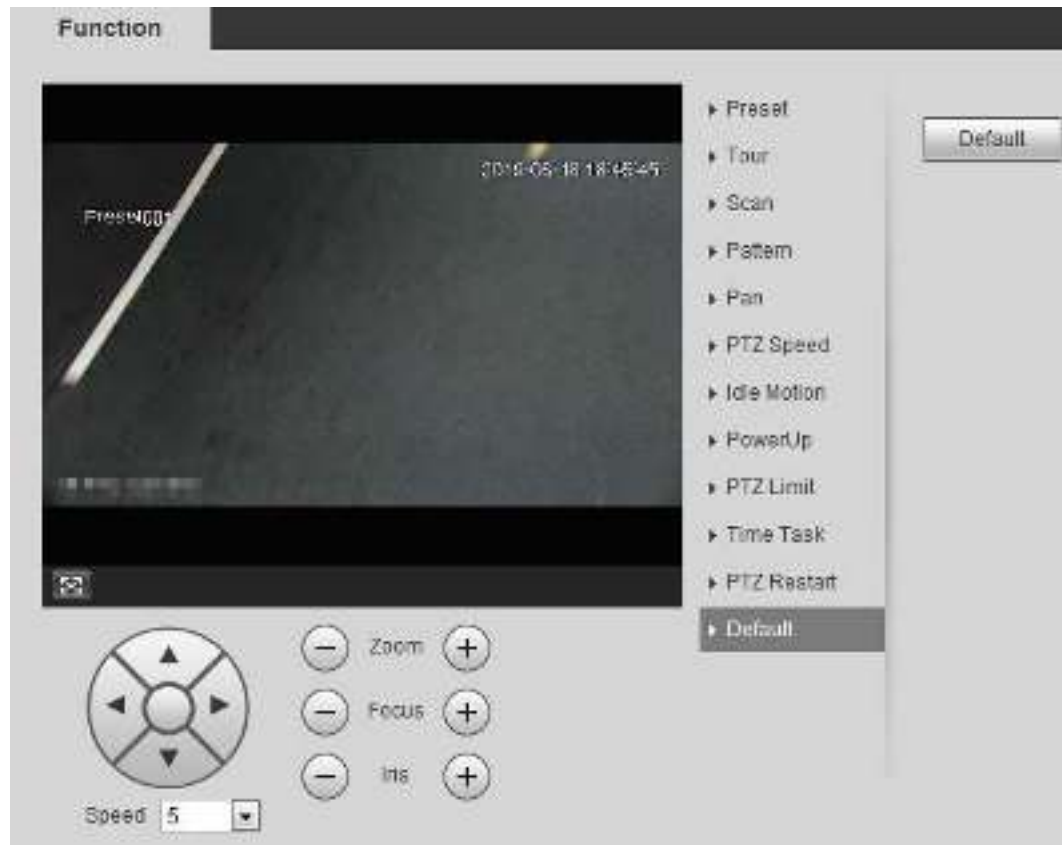 Function
Preset
Tour
Scan
Pattern
Pan
PTZ Speed
Idle Motion
PowerUp
PTZ Limit
Time Task
PTZ Restart
Default
Default
Zoom
Focus
Iris
Speed 5